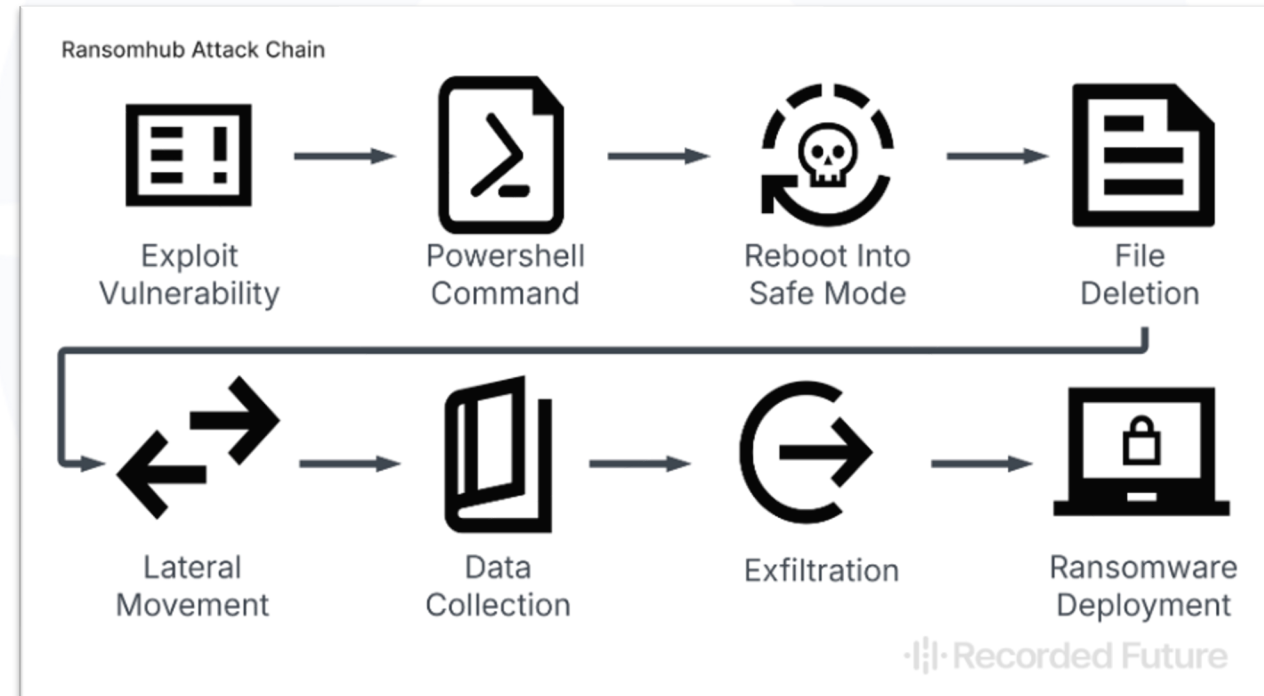 Ransomhub Attack Chain
Exploit
Vulnerability
Powershell
Command
Reboot Into
Safe Mode
File
Deletion
Lateral
Movement
Data
Collection
Exfiltration
Ransomware
Deployment
Recorded Future